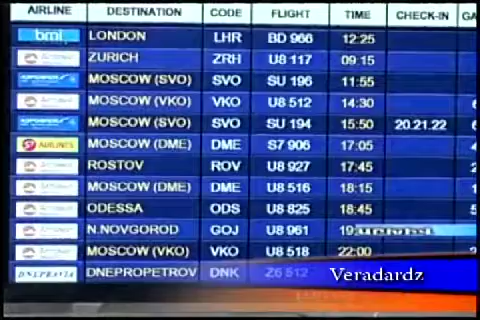 AIRLINE DESTINATION CODE FLIGHT TIME CHECK-IN
bmi LONDON LHR BD 966 12:25
ZURICH ZRH U8 117 09:15
MOSCOW (SVO) SVO SU 196 11:55
MOSCOW (VKO) VKO U8 512 14:30
MOSCOW (SVO) SVO SU 194 15:50 20.21.22
S7 AIRLINES MOSCOW (DME) DME S7 906 17:05
ROSTOV ROV U8 927 17:45
MOSCOW (DME) DME U8 516 18:15
ODESSA ODS U8 825 18:45
N.NOVGOROD GOJ U8 961
MOSCOW (VKO) VKO U8 518 22:00
DNEPRAVIA DNEPROPETROV DNK Z6 512
Veradardz